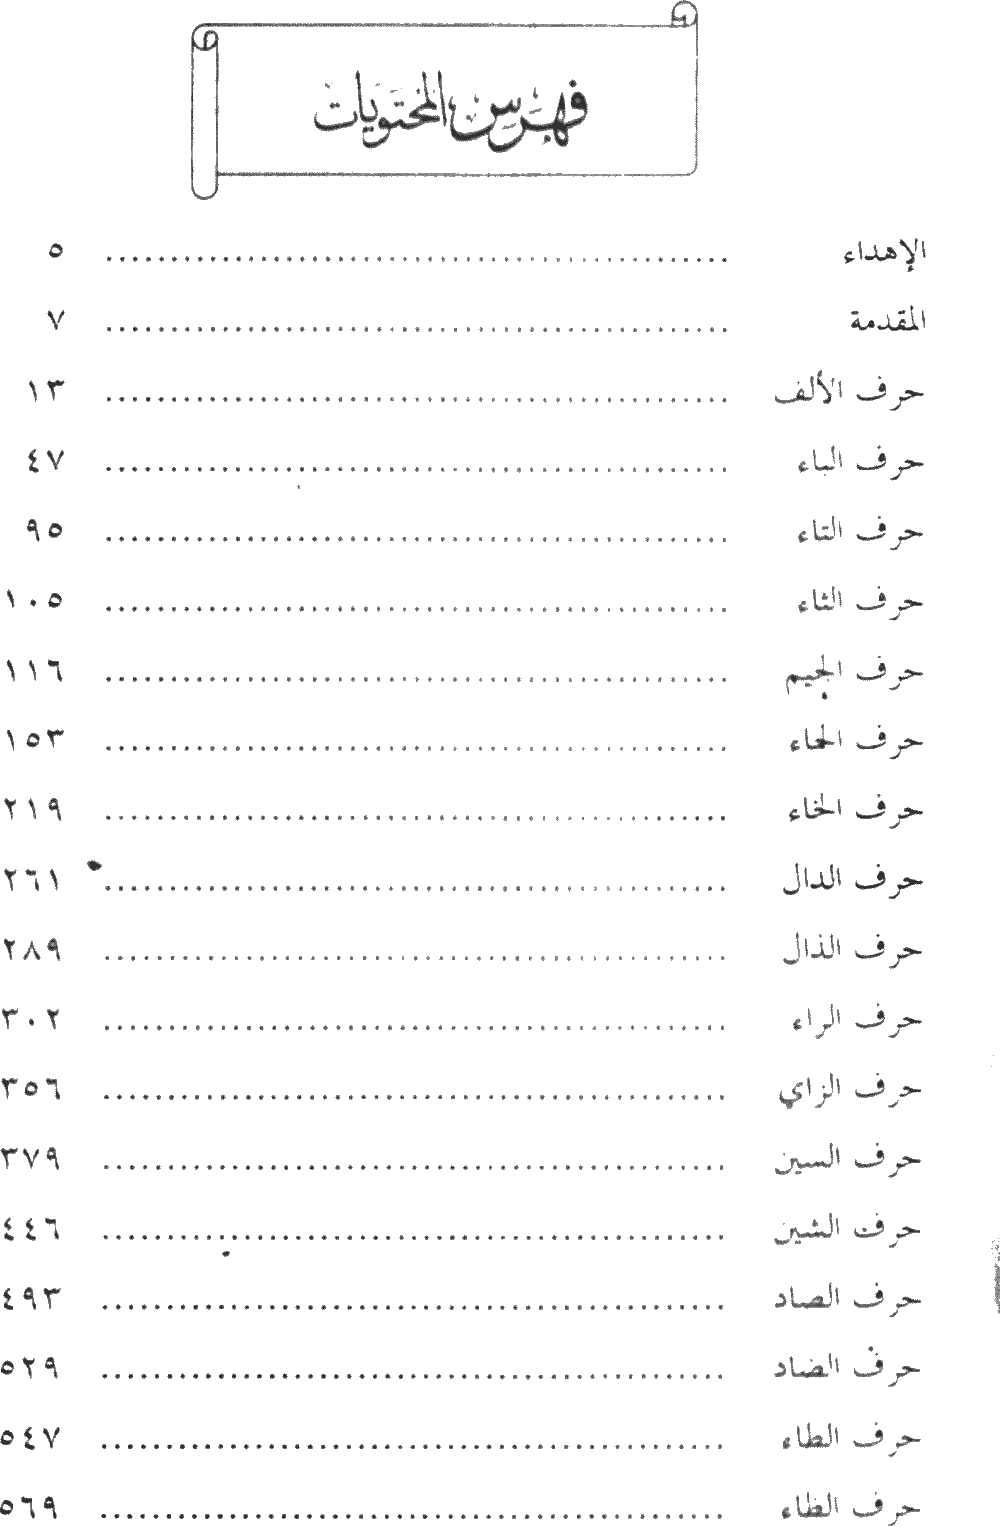 فهرس المحتويات
الإهداء ................ ٥
المقدمة ................ ٧
حرف الألف ................ ١٣
حرف الباء ................ ٤٧
حرف التاء ................ ٩٥
حرف الثاء ................ ١٠٥
حرف الجيم ................ ١١٦
حرف الحاء ................ ١٥٣
حرف الخاء ................ ٢١٩
حرف الدال ................ ٢٦١
حرف الذال ................ ٢٨٩
حرف الراء ................ ٣٠٢
حرف الزاي ................ ٣٥٦
حرف السين ................ ٣٧٩
حرف الشين ................ ٤٤٦
حرف الصاد ................ ٤٩٣
حرف الضاد ................ ٥٢٩
حرف الطاء ................ ٥٤٧
حرف الظاء ................ ٥٦٩